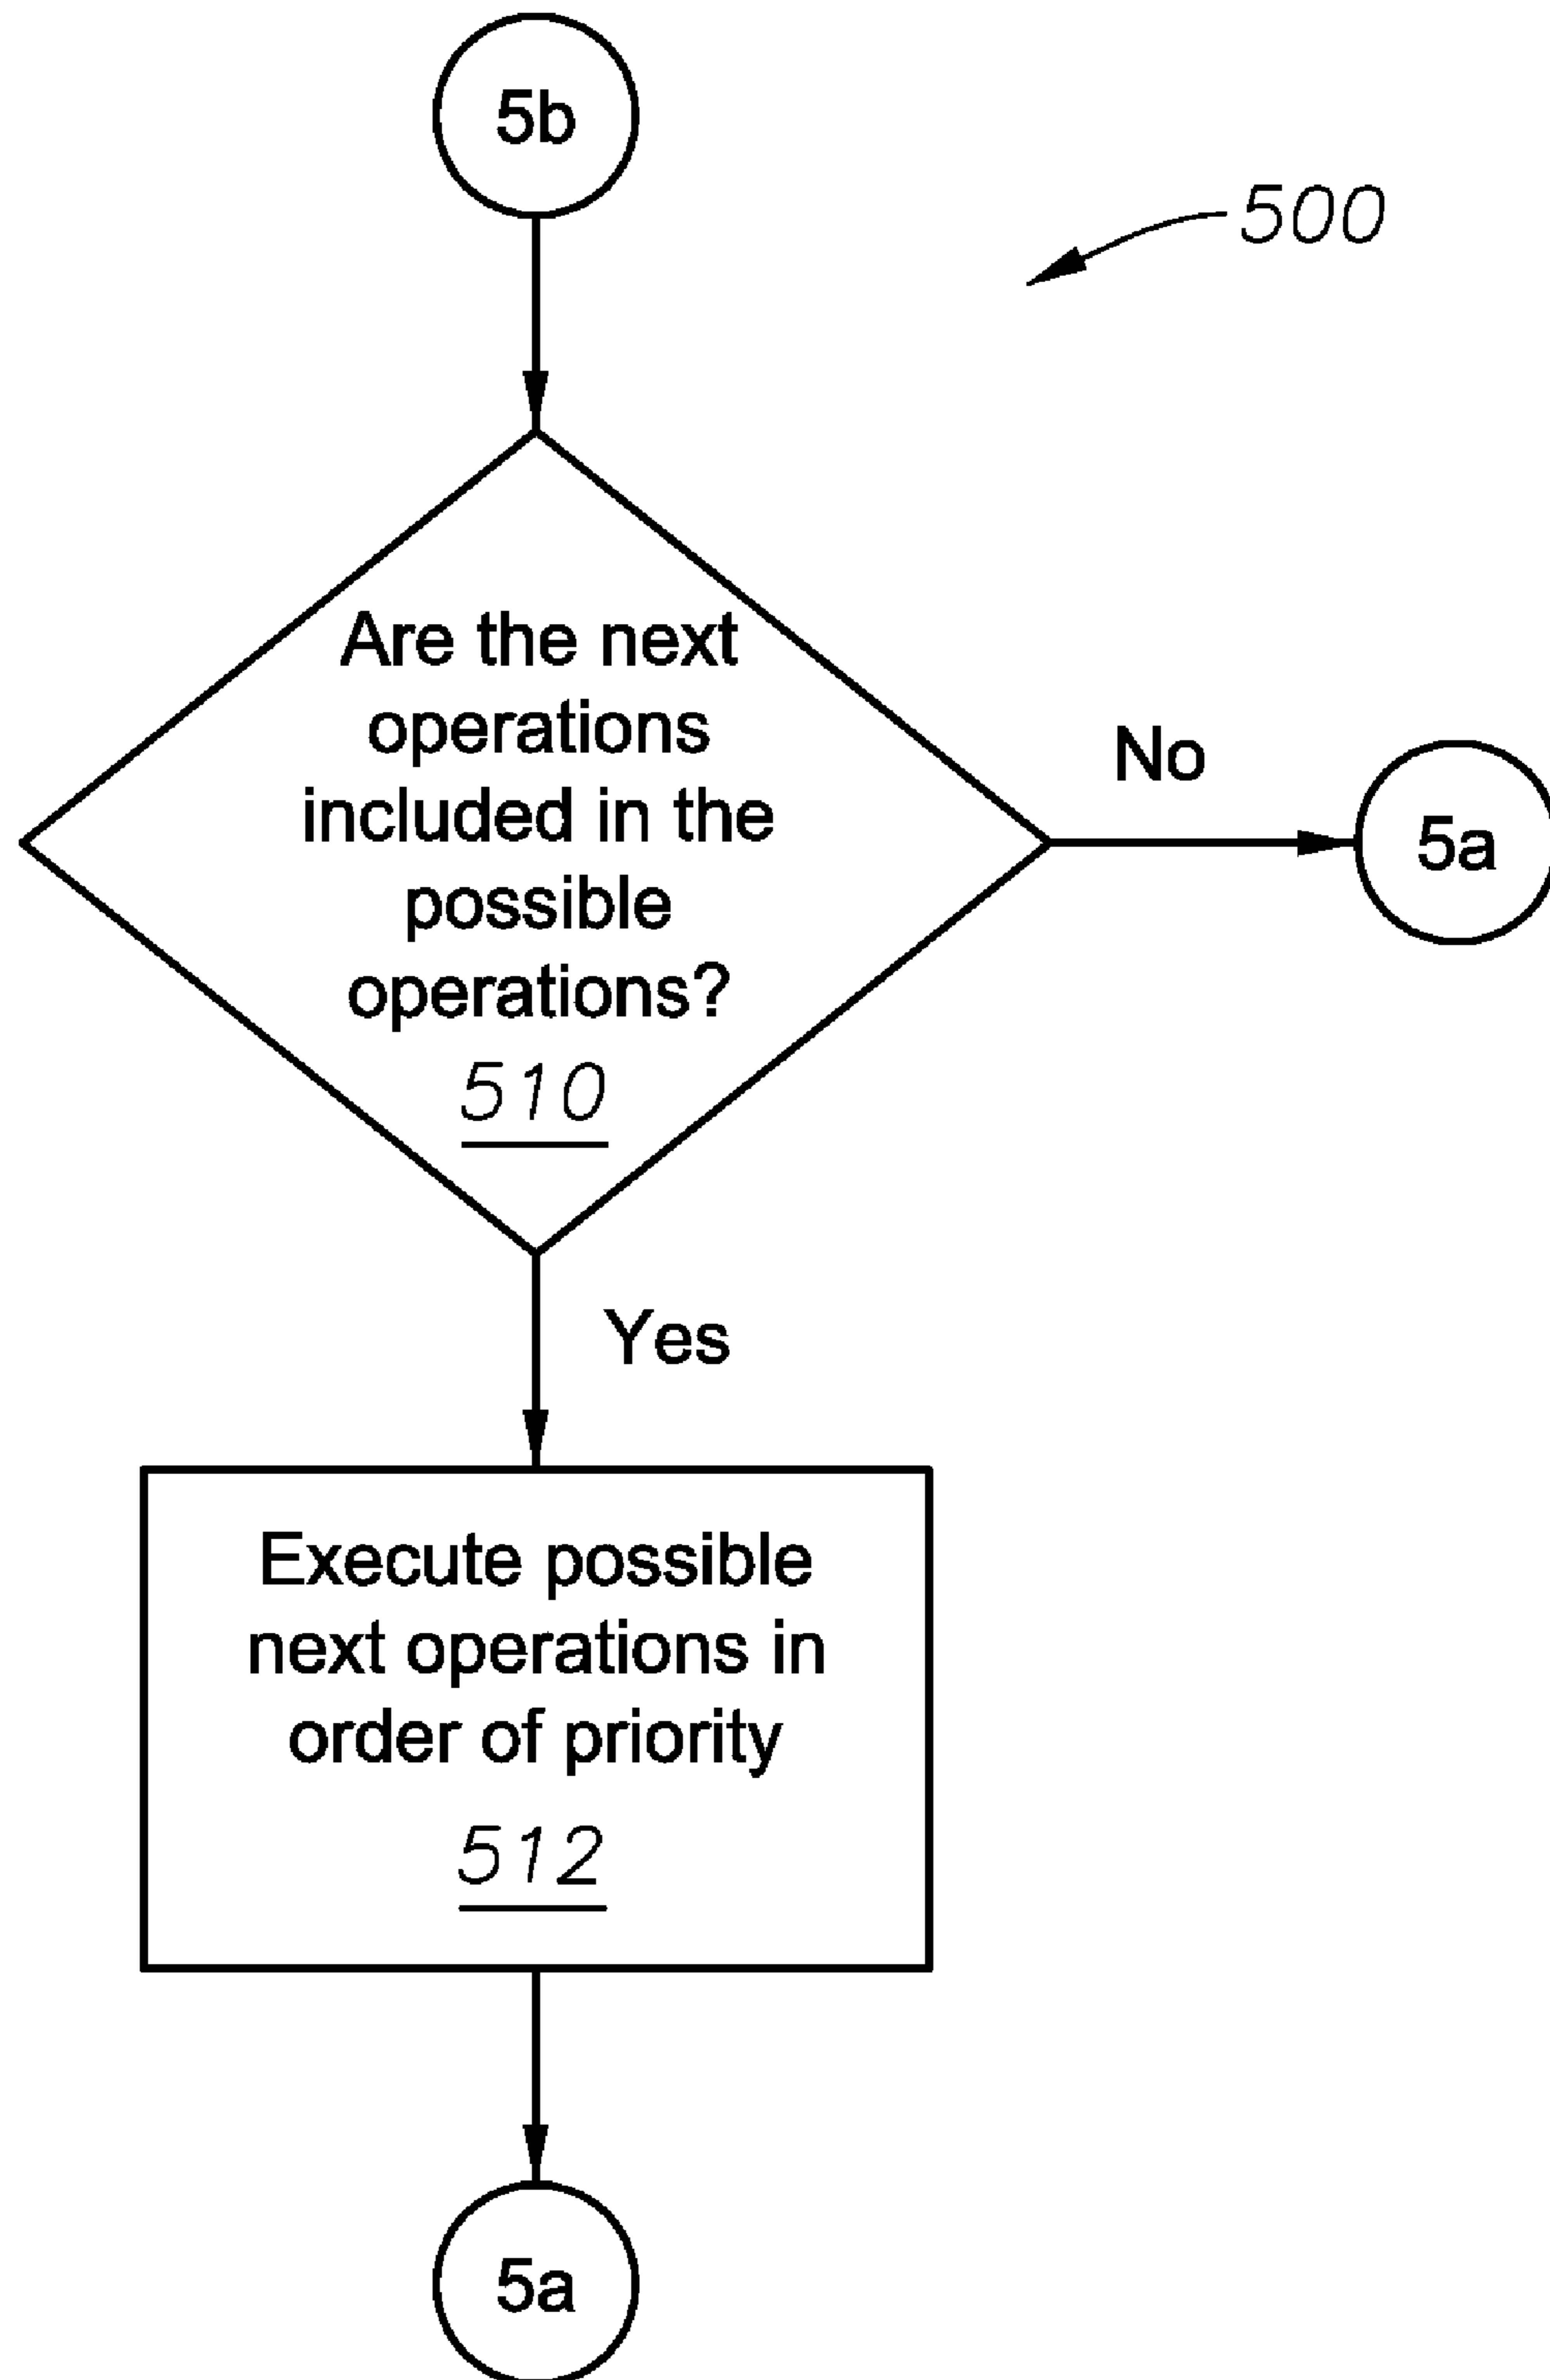 5b
500
Are the next
operations
included in the
possible
operations?
510
No
5a
Yes
Execute possible
next operations in
order of priority
512
5a